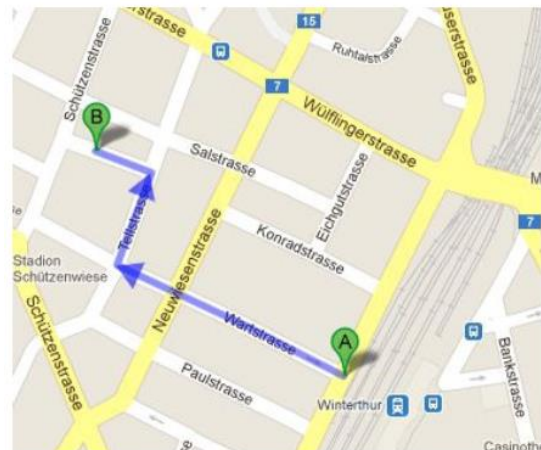 15
Ruhtalstrasse
7
Wülflingerstrasse
Schützenstrasse
B
Salstrasse
Eichgutstrasse
Konradstrasse
7
Tellstrasse
Neuwiesenstrasse
Stadion
Schützenwiese
Schützenstrasse
Wartstrasse
A
Paulstrasse
Winterthur
Bankstrasse